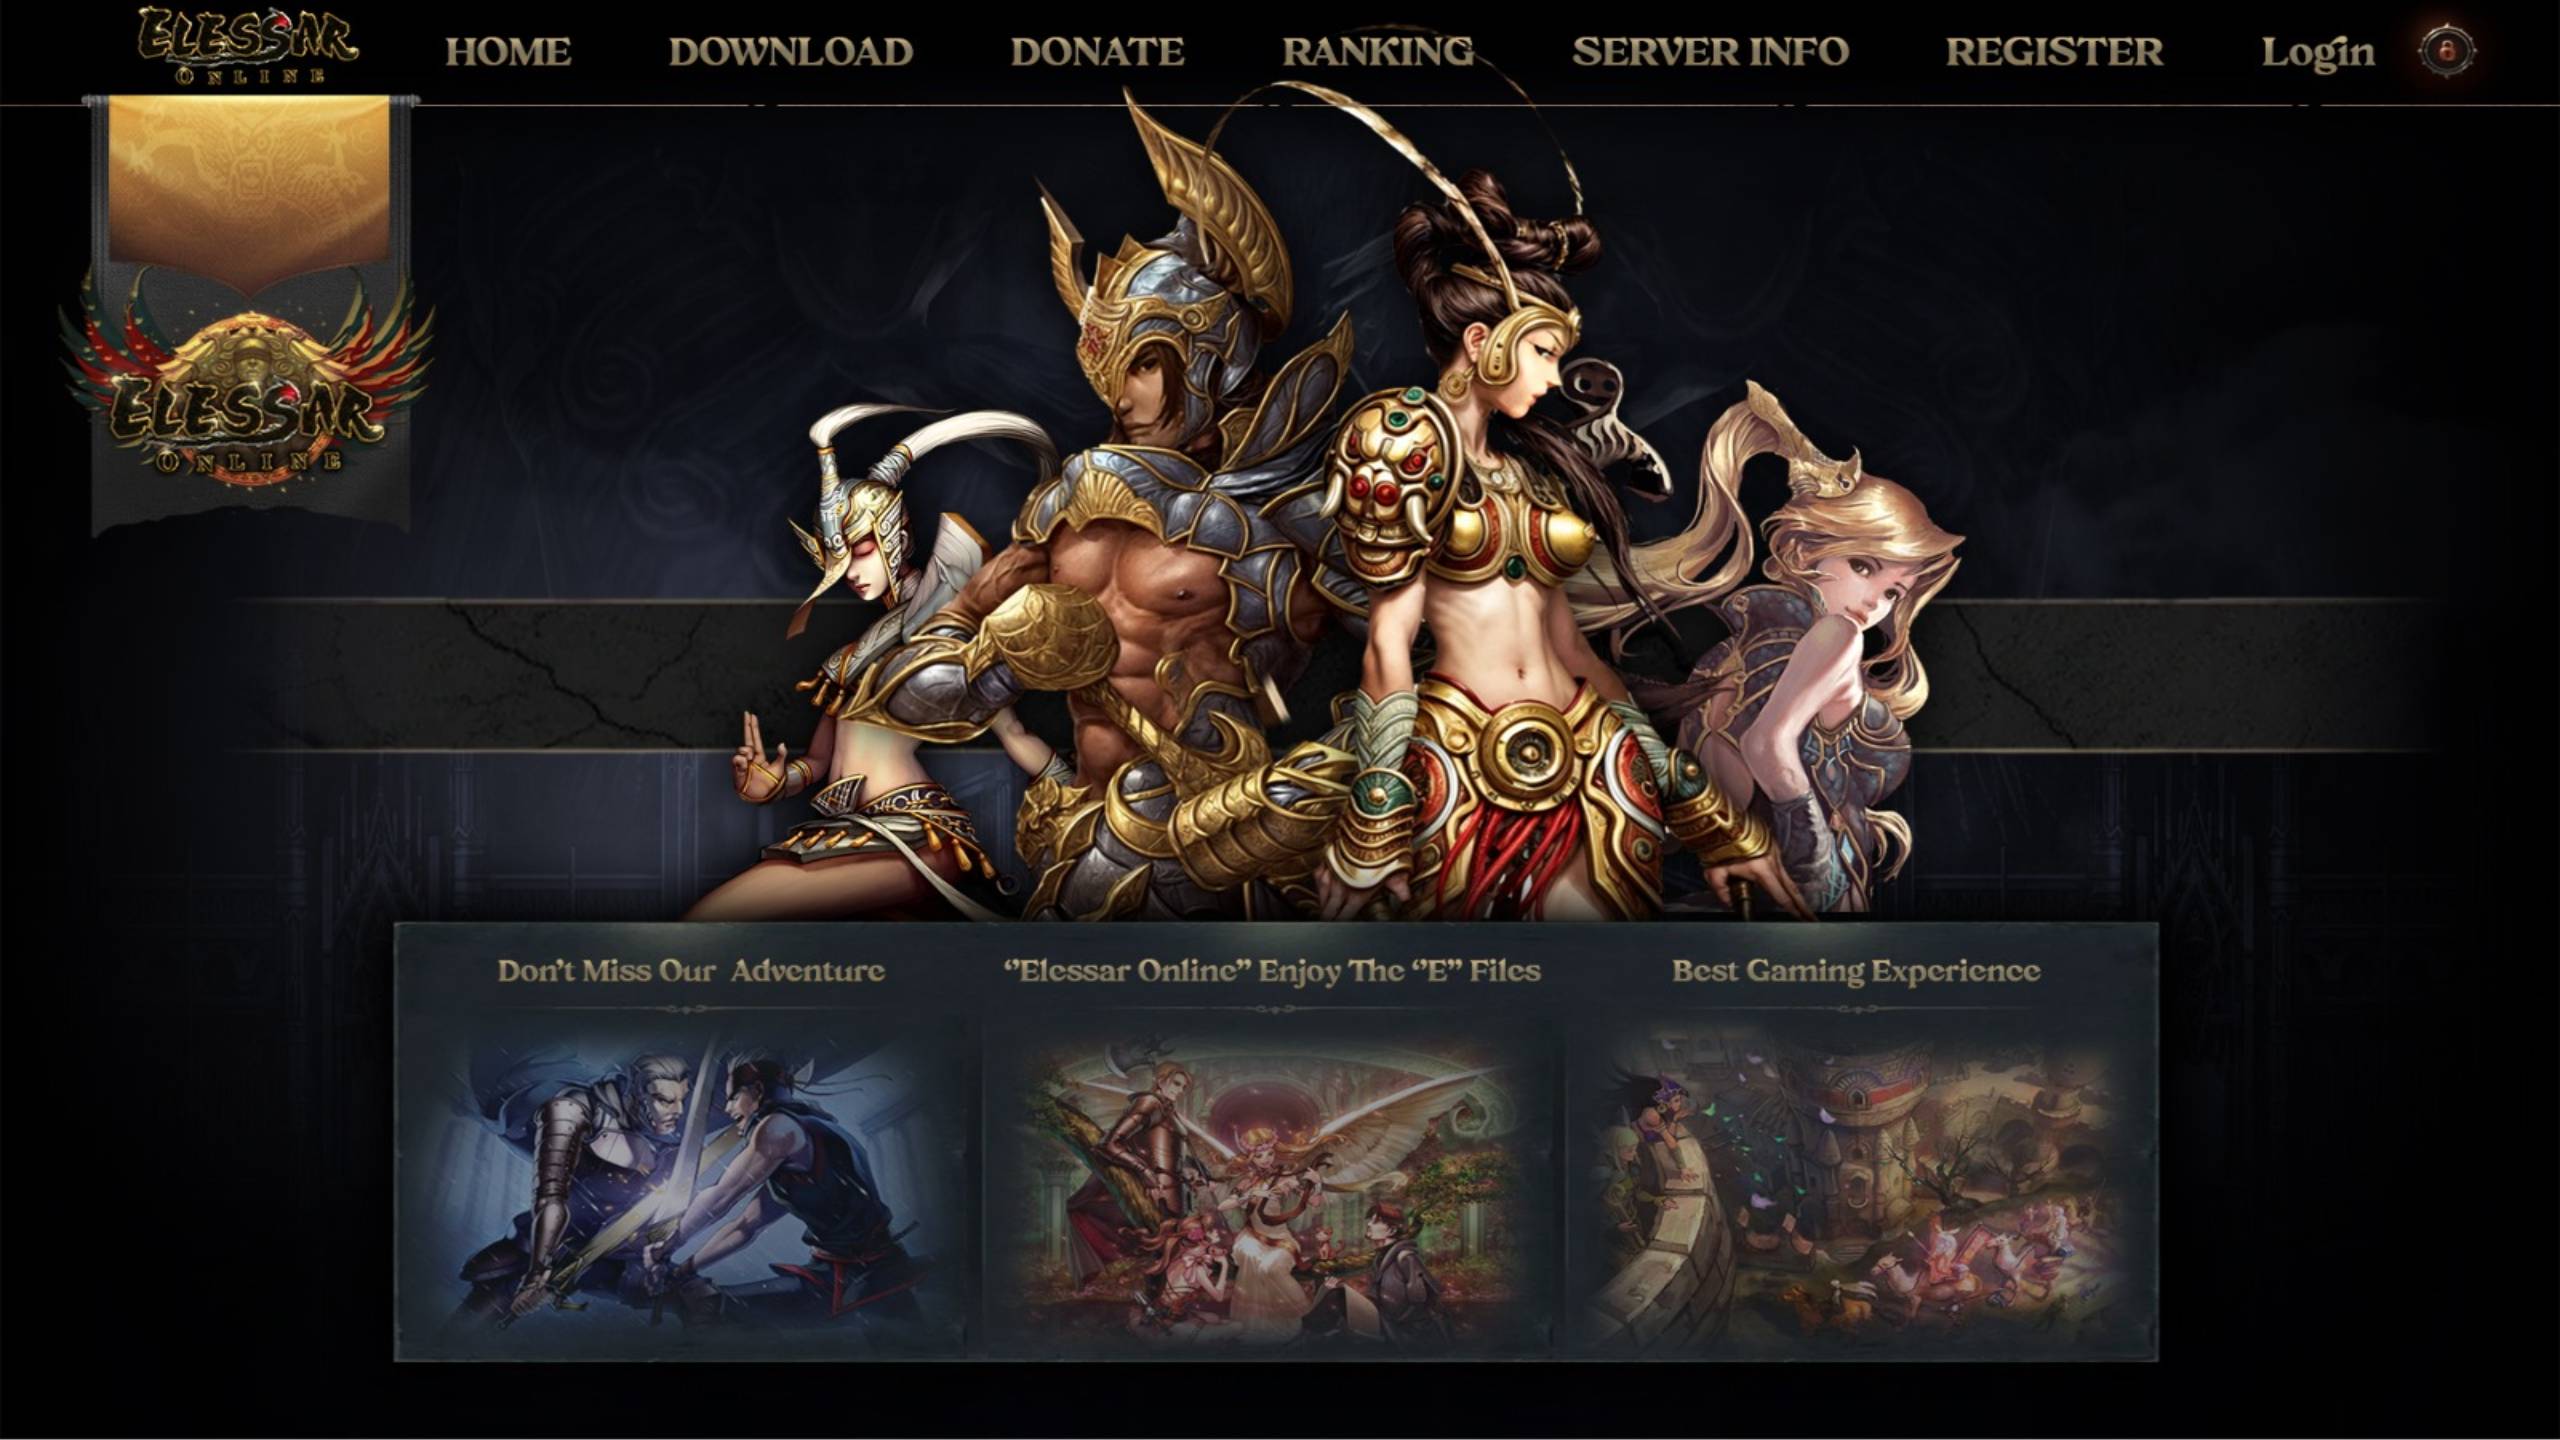 ELESSAR
ONLINE
HOME
DOWNLOAD
DONATE
RANKING
SERVER INFO
REGISTER
Login
ELESSAR
ONLINE
Don't Miss Our Adventure
"Elessar Online" Enjoy The "E" Files
Best Gaming Experience